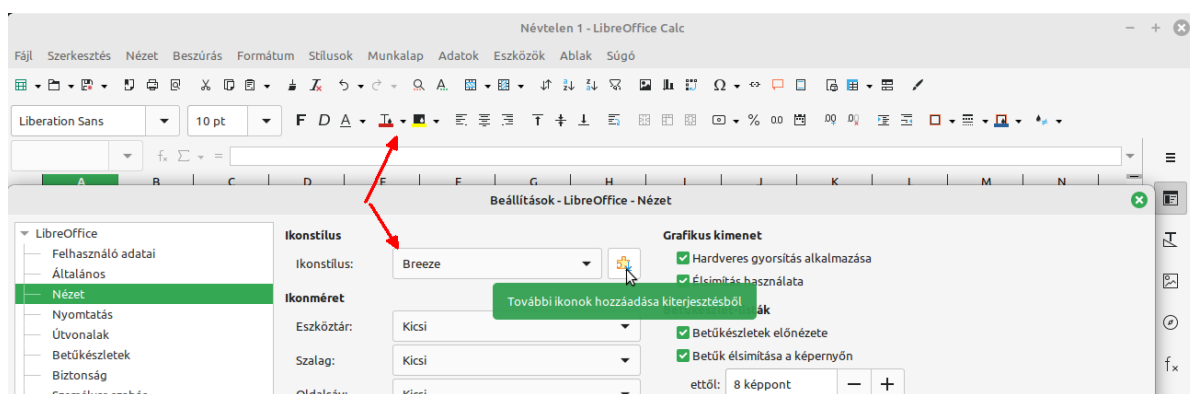 Névtelen 1 - LibreOffice Calc
Fájl Szerkesztés Nézet Beszúrás Formátum Stílusok Munkalap Adatok Eszközök Ablak Súgó
Liberation Sans 10 pt F D A % 0.0
A B C D E F G H I J K L M N
Beállítások - LibreOffice - Nézet
LibreOffice
Felhasználó adatai
Általános
Nézet
Nyomtatás
Útvonalak
Betűkészletek
Biztonság
Ikonstílus
Ikonstílus: Breeze
További ikonok hozzáadása kiterjesztésből
Ikonméret
Eszköztár: Kicsi
Szalag: Kicsi
Oldalsáv: Kicsi
Grafikus kimenet
Hardveres gyorsítás alkalmazása
Élsimítás használata
Betűkészletek előnézete
Betűk élsimítása a képernyőn
ettől: 8 képpont